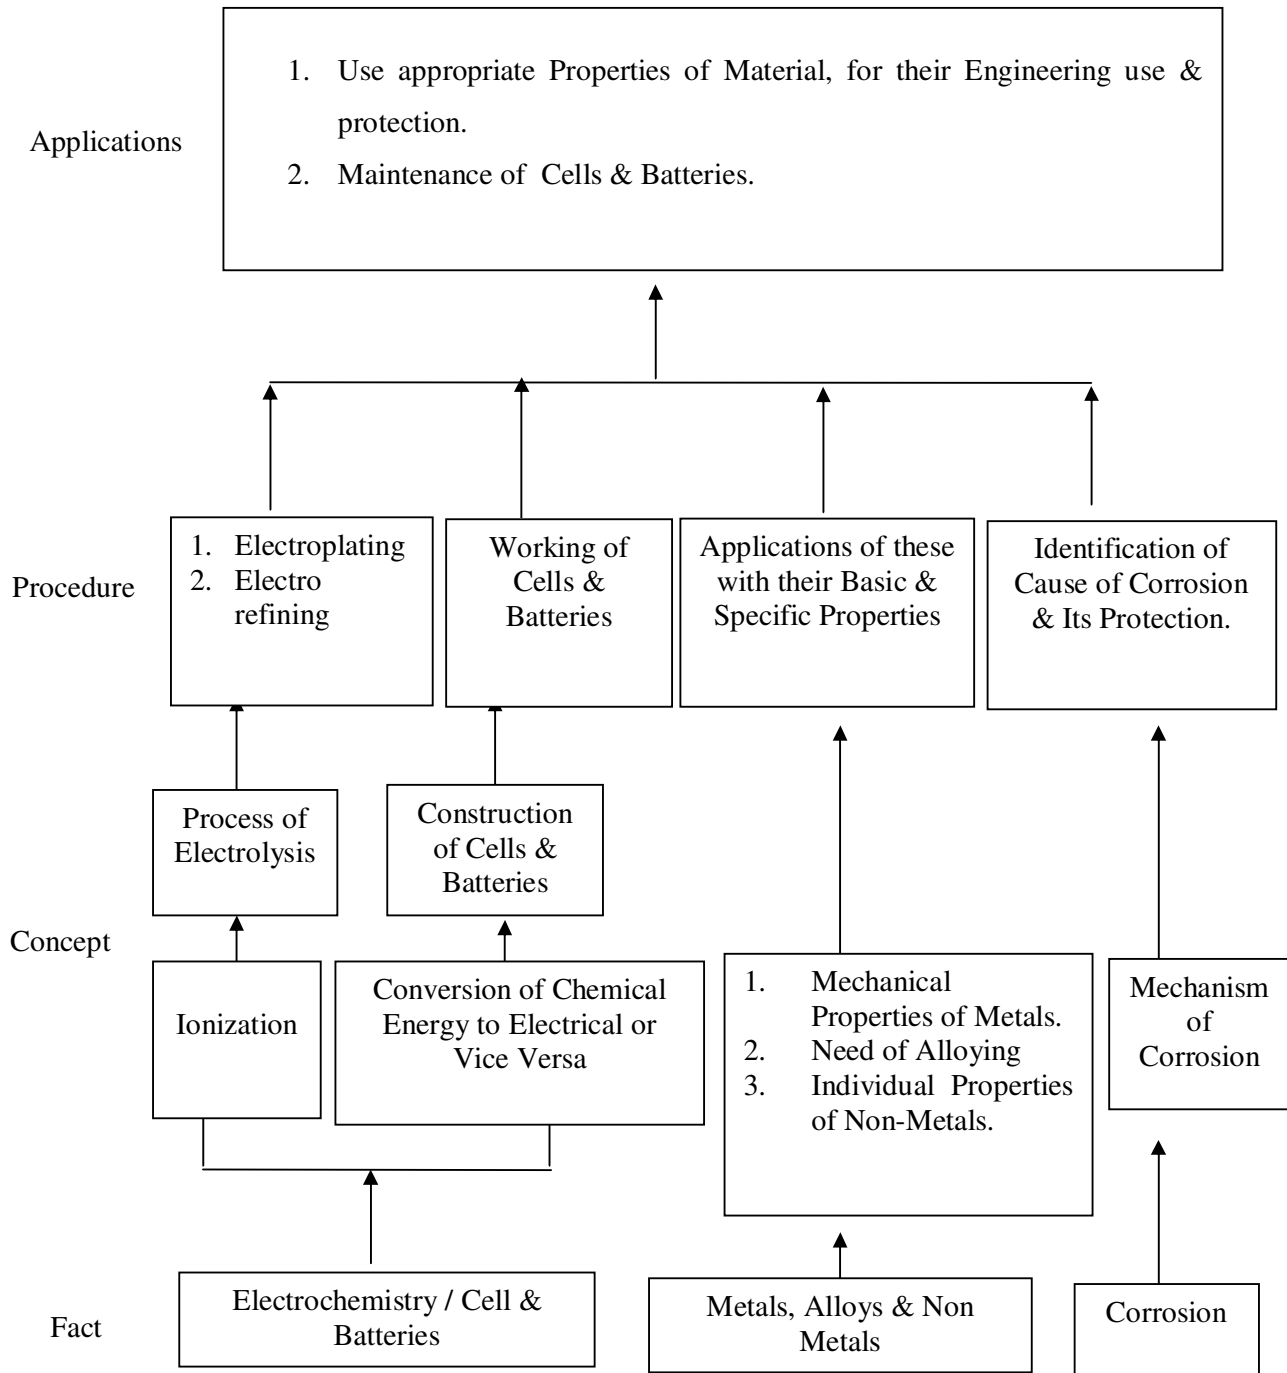 1. Use appropriate Properties of Material, for their Engineering use &
protection.
Applications
2. Maintenance of Cells & Batteries.
Procedure
1. Electroplating
2. Electro
refining
Working of
Cells &
Batteries
Applications of these
with their Basic &
Specific Properties
Identification of
Cause of Corrosion
& Its Protection.
Process of
Electrolysis
Construction
of Cells &
Batteries
Concept
Ionization
Conversion of Chemical
Energy to Electrical or
Vice Versa
1. Mechanical
Properties of Metals.
2. Need of Alloying
3. Individual Properties
of Non-Metals.
Mechanism
of
Corrosion
Fact
Electrochemistry / Cell &
Batteries
Metals, Alloys & Non
Metals
Corrosion